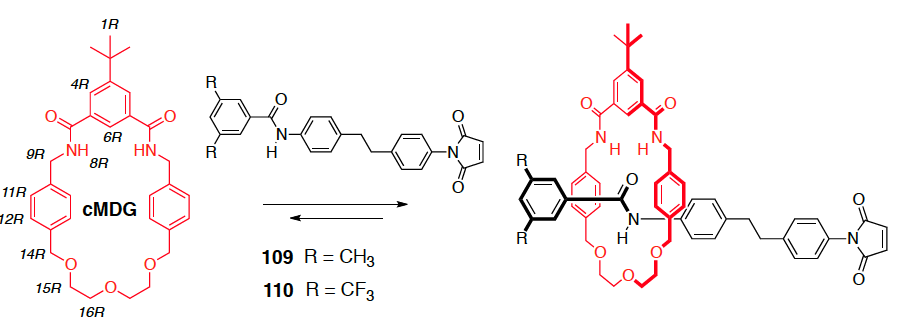 1R
4R
O
O
6R
NH
HN
9R
8R
11R
12R
cMDG
14R
O
O
15R
O
16R
R
R
O
N
H
O
N
O
109 R = CH₃
110 R = CF₃
O
O
N
H
N
H
R
R
O
N
H
O
O
O
O
N
O